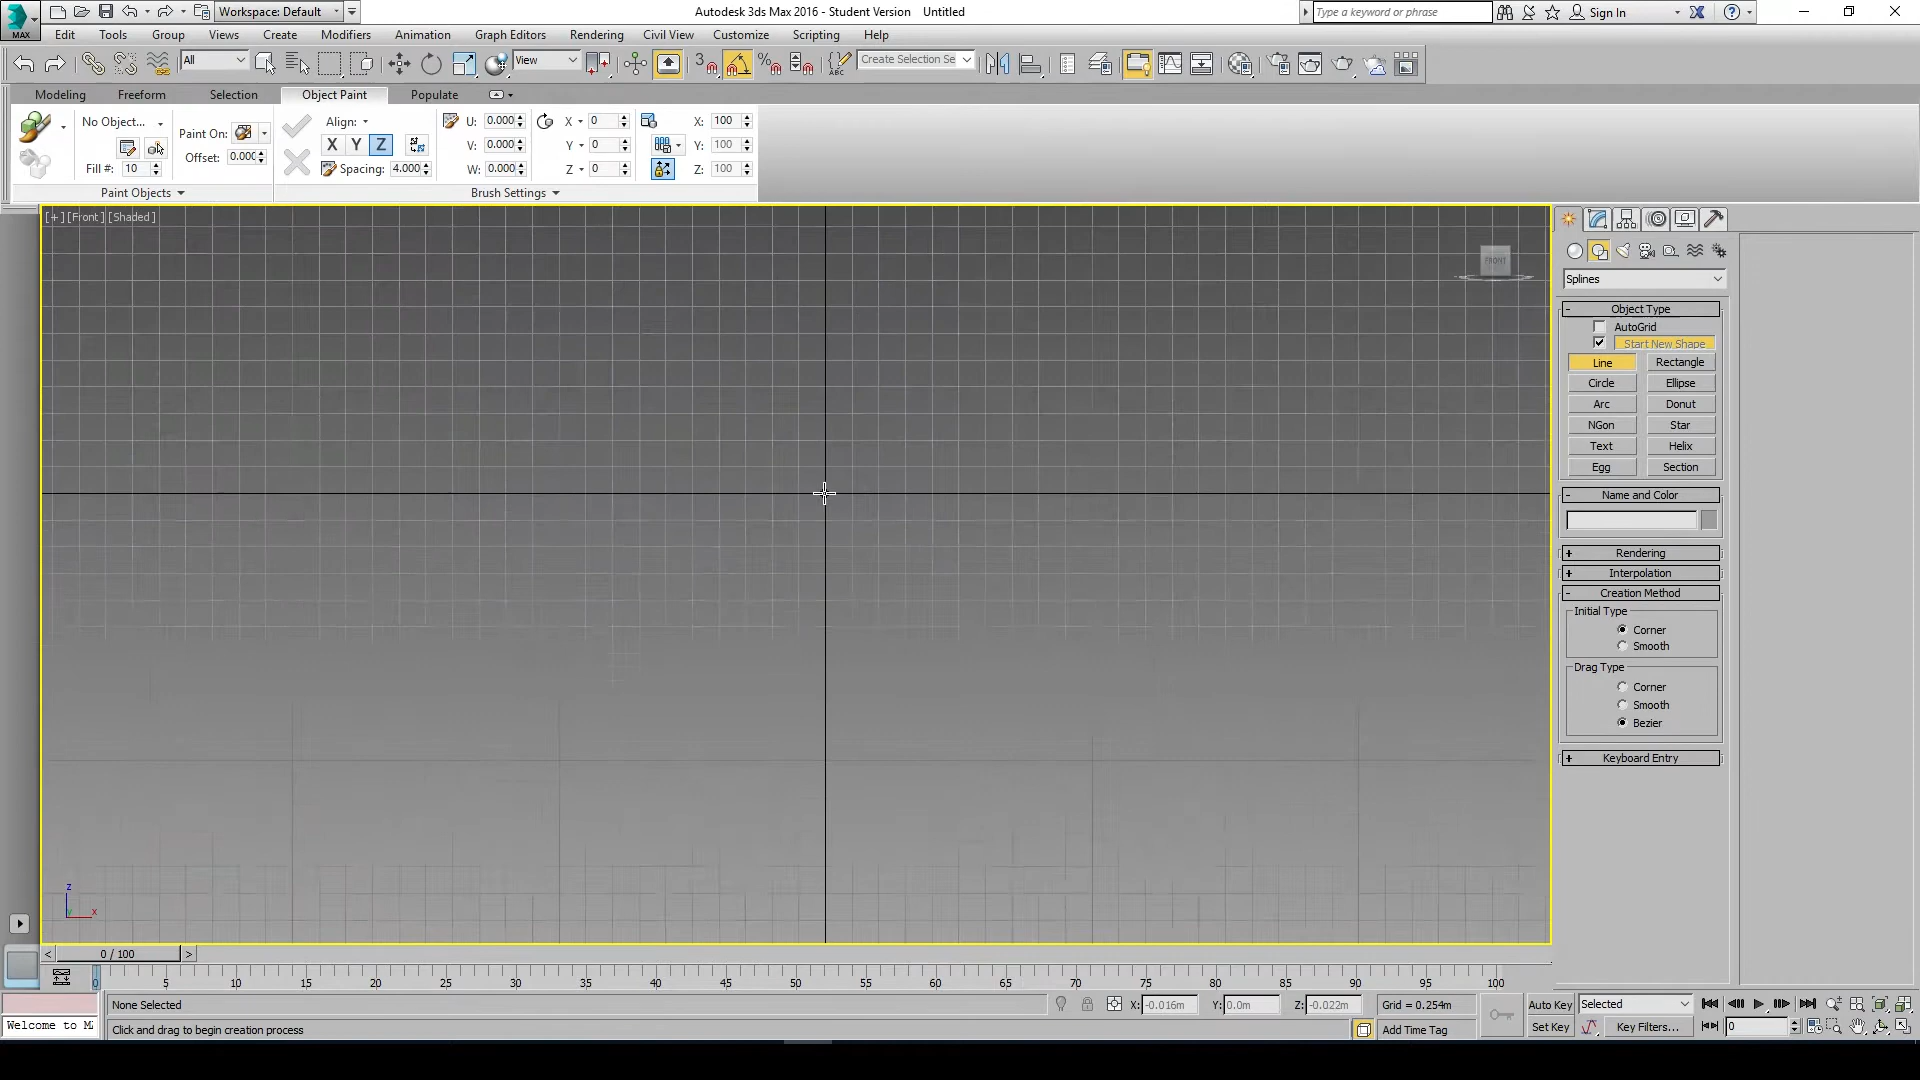 Workspace: Default
Autodesk 3ds Max 2016 - Student Version Untitled
Type a keyword or phrase
Sign In
MAX
Edit Tools Group Views Create Modifiers Animation Graph Editors Rendering Civil View Customize Scripting Help
All
View
3
ABC
Create Selection Se
Modeling Freeform Selection Object Paint Populate
No Object...
Paint On:
Offset: 0.000
Fill #: 10
Align:
X Y Z
Spacing: 4.000
U: 0.000
V: 0.000
W: 0.000
X 0
Y 0
Z 0
X: 100
Y: 100
Z: 100
Paint Objects
Brush Settings
[+] [Front] [Shaded]
FRONT
Splines
- Object Type
AutoGrid
Start New Shape
Line Rectangle
Circle Ellipse
Arc Donut
NGon Star
Text Helix
Egg Section
- Name and Color
+ Rendering
+ Interpolation
- Creation Method
Initial Type
Corner
Smooth
Drag Type
Corner
Smooth
Bezier
+ Keyboard Entry
z
x
y
< 0 / 100 >
0 5 10 15 20 25 30 35 40 45 50 55 60 65 70 75 80 85 90 95 100
None Selected
X: -0.016m Y: 0.0m Z: -0.022m Grid = 0.254m
Auto Key Selected
Welcome to M
Click and drag to begin creation process
Add Time Tag
Set Key Key Filters...
0